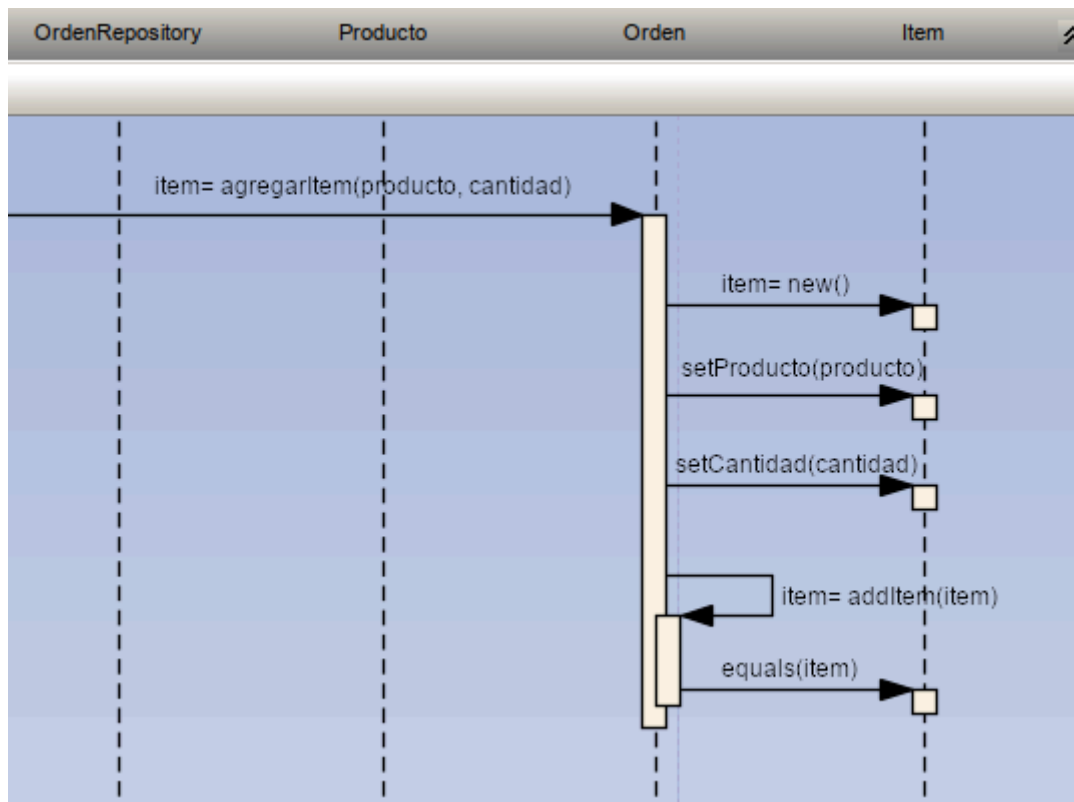 OrdenRepository
Producto
Orden
Item
item= agregarItem(producto, cantidad)
item= new()
setProducto(producto)
setCantidad(cantidad)
item= addItem(item)
equals(item)